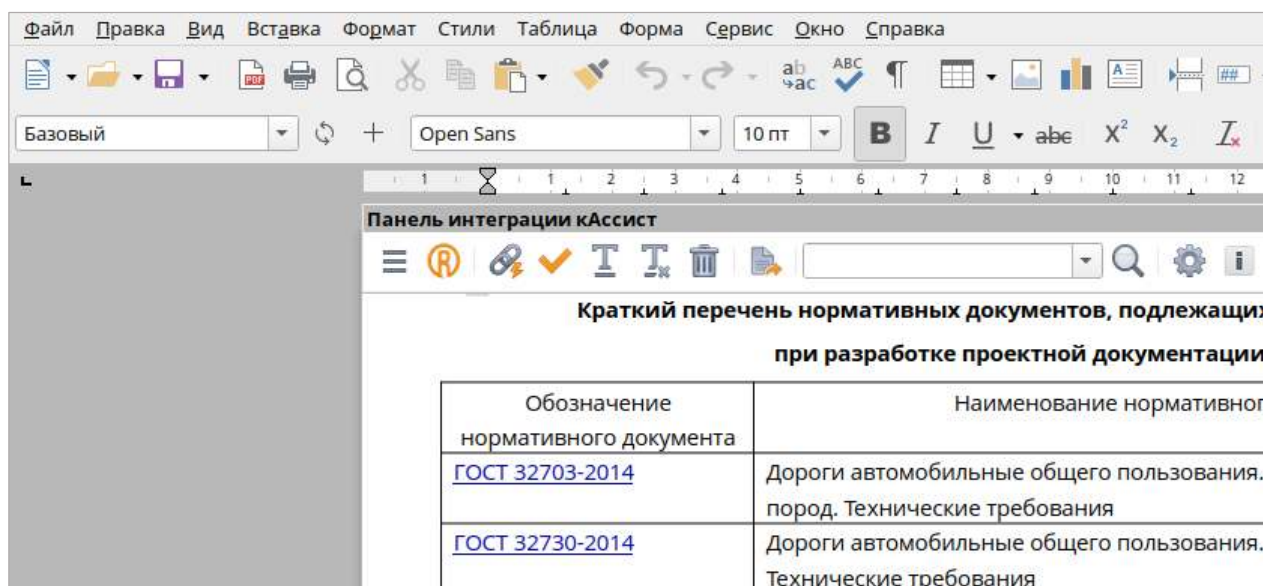 Файл Правка Вид Вставка Формат Стили Таблица Форма Сервис Окно Справка
Базовый Open Sans 10 пт B I U abc X² X₂ I
1 1 2 3 4 5 6 7 8 9 10 11 12
Панель интеграции кАссист
Краткий перечень нормативных документов, подлежащих
при разработке проектной документации
Обозначение Наименование
нормативного документа
ГОСТ 32703-2014 Дороги автомобильные общего пользования.
пород. Технические требования
ГОСТ 32730-2014 Дороги автомобильные общего пользования.
Технические требования